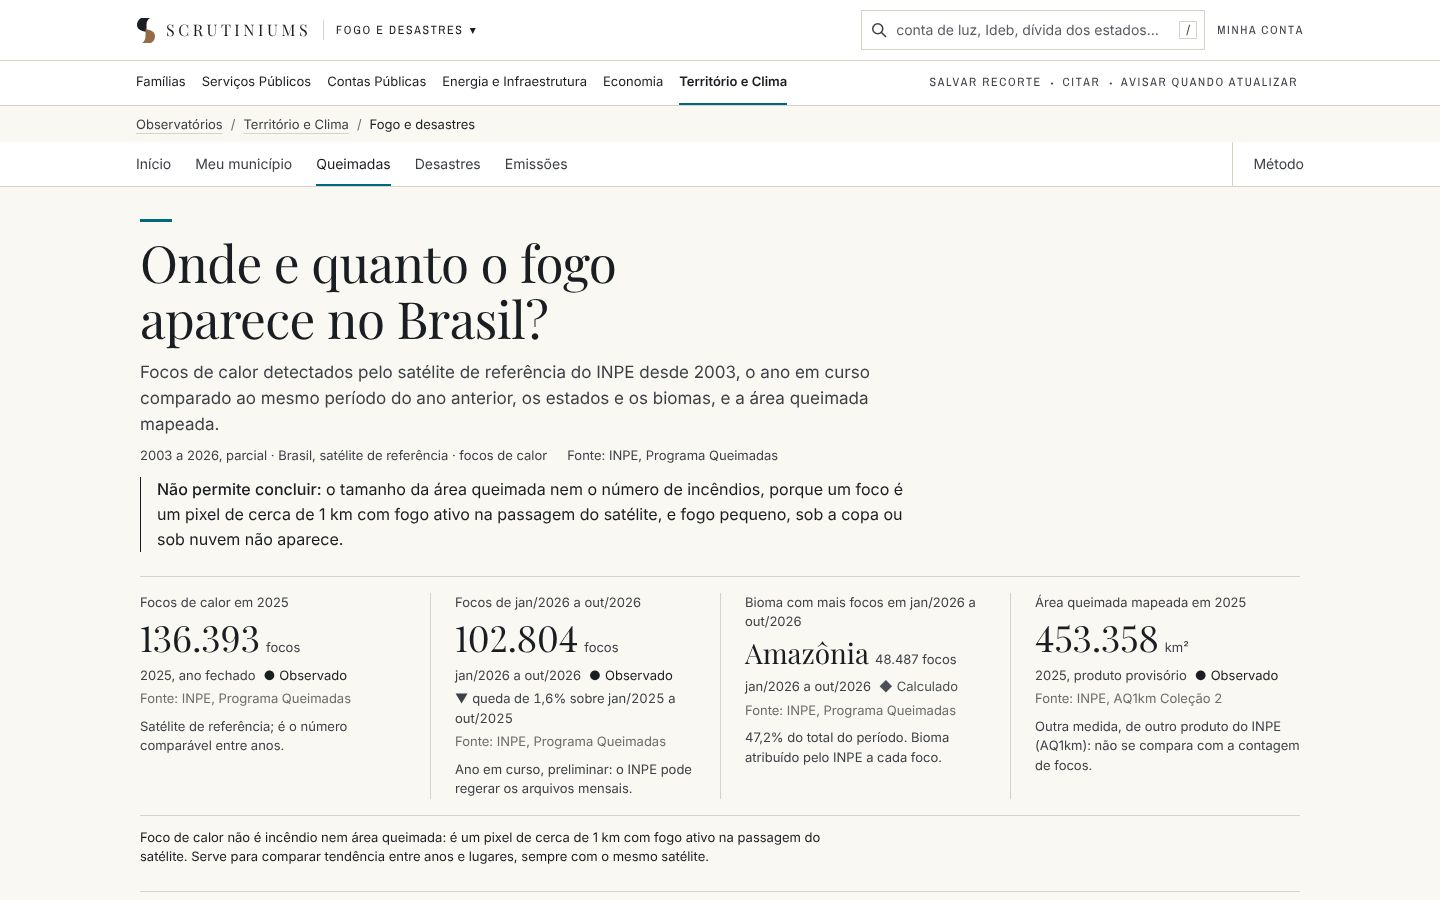 SCRUTINIUMS
FOGO E DESASTRES ▼
conta de luz, Ideb, dívida dos estados...
/
MINHA CONTA
Famílias
Serviços Públicos
Contas Públicas
Energia e Infraestrutura
Economia
Território e Clima
SALVAR RECORTE • CITAR • AVISAR QUANDO ATUALIZAR
Observatórios / Território e Clima / Fogo e desastres
Início
Meu município
Queimadas
Desastres
Emissões
Método
Onde e quanto o fogo
aparece no Brasil?
Focos de calor detectados pelo satélite de referência do INPE desde 2003, o ano em curso
comparado ao mesmo período do ano anterior, os estados e os biomas, e a área queimada
mapeada.
2003 a 2026, parcial · Brasil, satélite de referência · focos de calor
Fonte: INPE, Programa Queimadas
Não permite concluir: o tamanho da área queimada nem o número de incêndios, porque um foco é
um pixel de cerca de 1 km com fogo ativo na passagem do satélite, e fogo pequeno, sob a copa ou
sob nuvem não aparece.
Focos de calor em 2025
136.393 focos
2025, ano fechado ● Observado
Fonte: INPE, Programa Queimadas
Satélite de referência; é o número
comparável entre anos.
Focos de jan/2026 a out/2026
102.804 focos
jan/2026 a out/2026 ● Observado
▼ queda de 1,6% sobre jan/2025 a
out/2025
Fonte: INPE, Programa Queimadas
Ano em curso, preliminar: o INPE pode
regerar os arquivos mensais.
Bioma com mais focos em jan/2026 a
out/2026
Amazônia 48.487 focos
jan/2026 a out/2026 ◆ Calculado
Fonte: INPE, Programa Queimadas
47,2% do total do período. Bioma
atribuído pelo INPE a cada foco.
Área queimada mapeada em 2025
453.358 km²
2025, produto provisório ● Observado
Fonte: INPE, AQ1km Coleção 2
Outra medida, de outro produto do INPE
(AQ1km): não se compara com a contagem
de focos.
Foco de calor não é incêndio nem área queimada: é um pixel de cerca de 1 km com fogo ativo na passagem do
satélite. Serve para comparar tendência entre anos e lugares, sempre com o mesmo satélite.